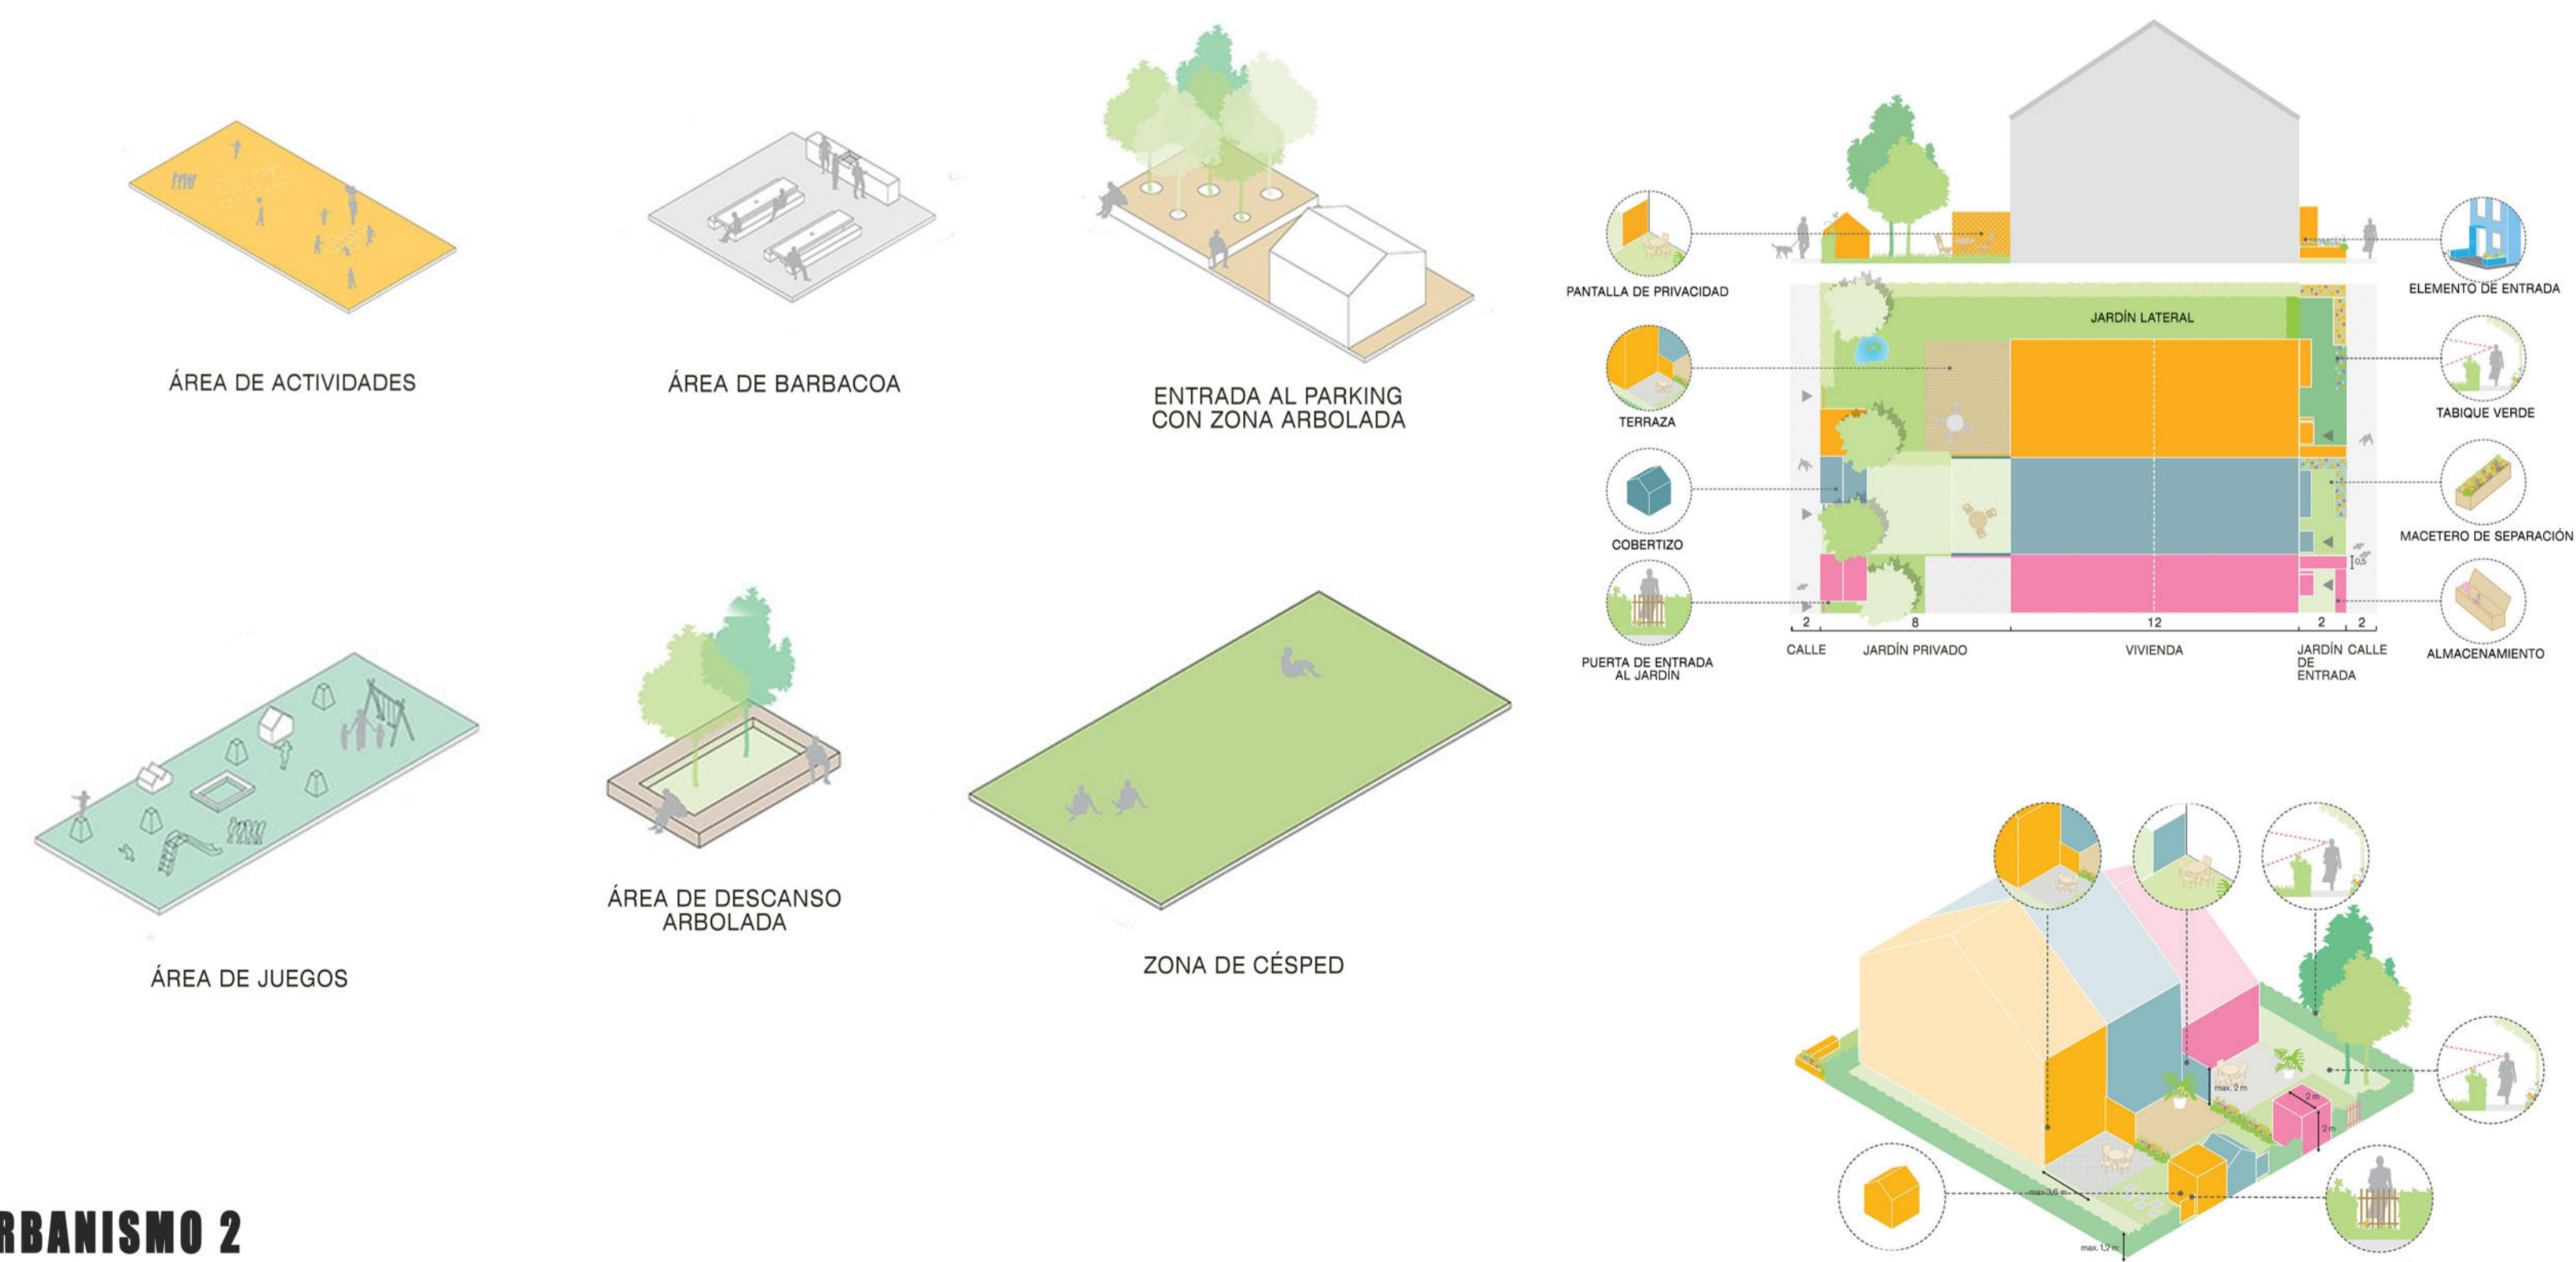 ÁREA DE ACTIVIDADES
ÁREA DE BARBACOA
ENTRADA AL PARKING
CON ZONA ARBOLADA
ÁREA DE JUEGOS
ÁREA DE DESCANSO
ARBOLADA
ZONA DE CÉSPED
PANTALLA DE PRIVACIDAD
TERRAZA
COBERTIZO
PUERTA DE ENTRADA
AL JARDÍN
JARDÍN LATERAL
ELEMENTO DE ENTRADA
TABIQUE VERDE
MACETERO DE SEPARACIÓN
ALMACENAMIENTO
0,5
2 8 12 2 2
CALLE JARDÍN PRIVADO VIVIENDA JARDÍN CALLE
DE
ENTRADA
max. 2 m
2 m
2 m
max 3,6 m
max. 1,2 m
RBANISMO 2